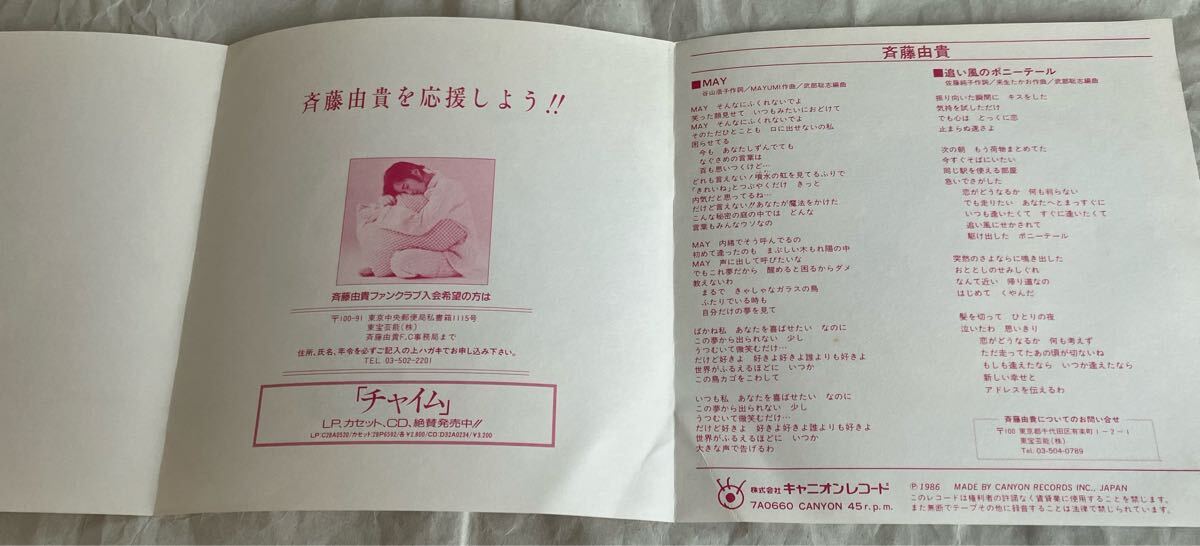 斉藤由貴を応援しよう!!
斉藤由貴ファンクラブ入会希望の方は
〒100-91 東京中央郵便局私書箱1115号
東宝芸能(株)
斉藤由貴F.C事務局まで
住所、氏名、年令を必ずご記入の上ハガキでお申し込み下さい。
TEL. 03-502-2201
「チャイム」
LP、カセット、CD、絶賛発売中!!
LP:C28A0520/カセット:28P6592/各¥2,800/CD:D32A0234/¥3,200
斉藤由貴
■MAY
谷山浩子作詞/MAYUMI作曲/武部聡志編曲
MAY そんなにふくれないでよ
笑った顔見せて いつもみたいにおどけて
MAY そんなにふくれないでよ
そのただひとことも 口に出せないの私
困らせてる
今も あなたしずんでても
なぐさめの言葉は
百も思いつくけど…
どれも言えない!噴水の虹を見てるふりで
「きれいね」とつぶやくだけ きっと
内気だと思ってるね…
だけど言えない!!あなたが魔法をかけた
こんな秘密の庭の中では どんな
言葉もみんなウソなの
MAY 内緒でそう呼んでるの
初めて逢ったのも まぶしい木もれ陽の中
MAY 声に出して呼びたいな
でもこれ夢だから 醒めると困るからダメ
教えないわ
まるで きゃしゃなガラスの鳥
ふたりでいる時も
自分だけの夢を見て
ばかね私 あなたを喜ばせたい なのに
この夢から出られない 少し
うつむいて微笑むだけ…
だけど好きよ 好きよ好きよ誰よりも好きよ
世界がふるえるほどに いつか
この鳥カゴをこわして
いつも私 あなたを喜ばせたい なのに
この夢から出られない 少し
うつむいて微笑むだけ…
だけど好きよ 好きよ好きよ誰よりも好きよ
世界がふるえるほどに いつか
大きな声で告げるわ
■追い風のポニーテール
佐藤純子作詞/来生たかお作曲/武部聡志編曲
振り向いた瞬間に キスをした
気持を試しただけ
でも心は とっくに恋
止まらぬ速さよ
次の朝 もう荷物まとめてた
今すぐそばにいたい
同じ駅を使える部屋
急いでさがした
恋がどうなるか 何も判らない
でも走りたい あなたへとまっすぐに
いつも逢いたくて すぐに逢いたくて
追い風にせかされて
駆け出した ポニーテール
突然のさよならに鳴き出した
おととしのせみしぐれ
なんて近い 帰り道なの
はじめて くやんだ
髪を切って ひとりの夜
泣いたわ 思いきり
恋がどうなるか 何も考えず
ただ走ってたあの頃が切ないね
もしも逢えたなら いつか逢えたなら
新しい幸せと
アドレスを伝えるわ
斉藤由貴についてのお問い合せ
〒100 東京都千代田区有楽町1-2-1
東宝芸能(株)
Tel. 03-504-0789
株式会社 キャニオンレコード
7A0660 CANYON 45r.p.m.
Ⓟ1986 MADE BY CANYON RECORDS INC., JAPAN
このレコードは権利者の許諾なく賃貸業に使用することを禁じます。
また無断でテープその他に録音することは法律で禁じられています。